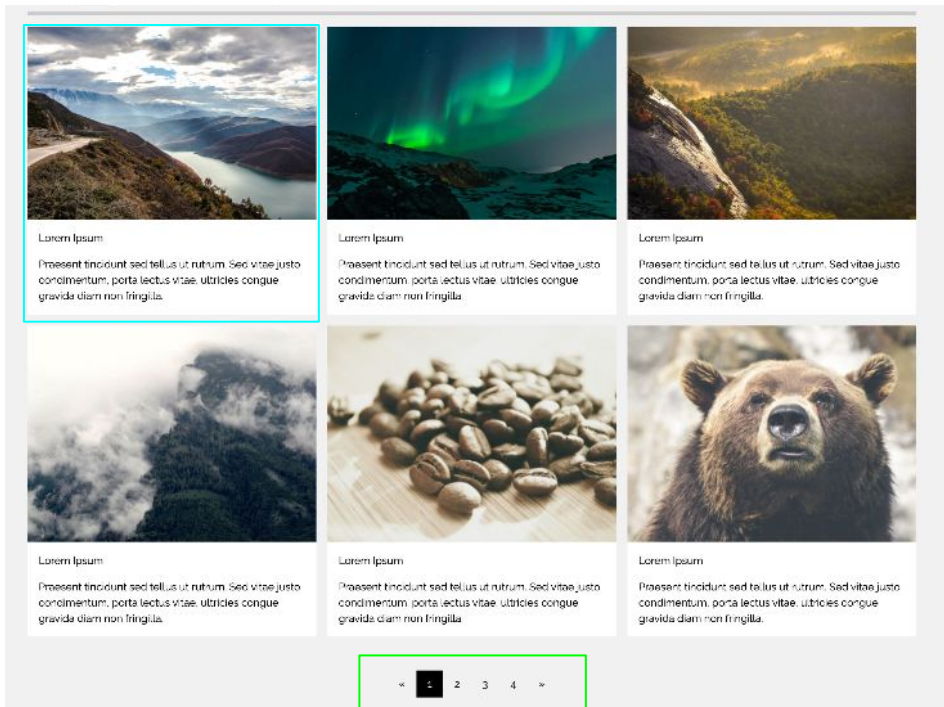 Lorem Ipsum
Praesent tincidunt sed tellus ut rutrum. Sed vitae justo
condimentum, porta lectus vitae, ultricies congue
gravida diam non fringilla.
Lorem Ipsum
Praesent tincidunt sed tellus ut rutrum. Sed vitae justo
condimentum, porta lectus vitae, ultricies congue
gravida diam non fringilla.
Lorem Ipsum
Praesent tincidunt sed tellus ut rutrum. Sed vitae justo
condimentum, porta lectus vitae, ultricies congue
gravida diam non fringilla.
Lorem Ipsum
Praesent tincidunt sed tellus ut rutrum. Sed vitae justo
condimentum, porta lectus vitae, ultricies congue
gravida diam non fringilla.
Lorem Ipsum
Praesent tincidunt sed tellus ut rutrum. Sed vitae justo
condimentum, porta lectus vitae, ultricies congue
gravida diam non fringilla.
Lorem Ipsum
Praesent tincidunt sed tellus ut rutrum. Sed vitae justo
condimentum, porta lectus vitae, ultricies congue
gravida diam non fringilla.
« 1 2 3 4 »